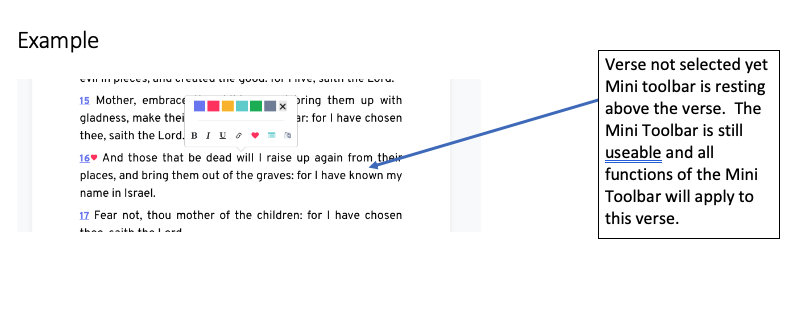 Example
evil in pieces, and created the good: for I live, saith the Lord.
15 Mother, embrace bring them up with
gladness, make thei ar: for I have chosen
thee, saith the Lord.
B I U
16 And those that be dead will I raise up again from their
places, and bring them out of the graves: for I have known my
name in Israel.
17 Fear not, thou mother of the children: for I have chosen
thee, saith the Lord
Verse not selected yet
Mini toolbar is resting
above the verse. The
Mini Toolbar is still
useable and all
functions of the Mini
Toolbar will apply to
this verse.